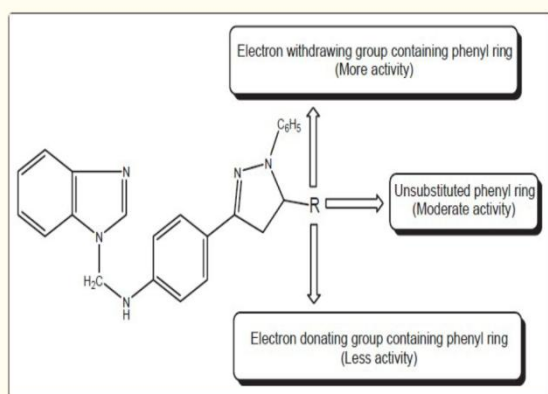 Electron withdrawing group containing phenyl ring
(More activity)
C6H5
N
N
N
R
Unsubstituted phenyl ring
(Moderate activity)
N
H2C
N
H
Electron donating group containing phenyl ring
(Less activity)